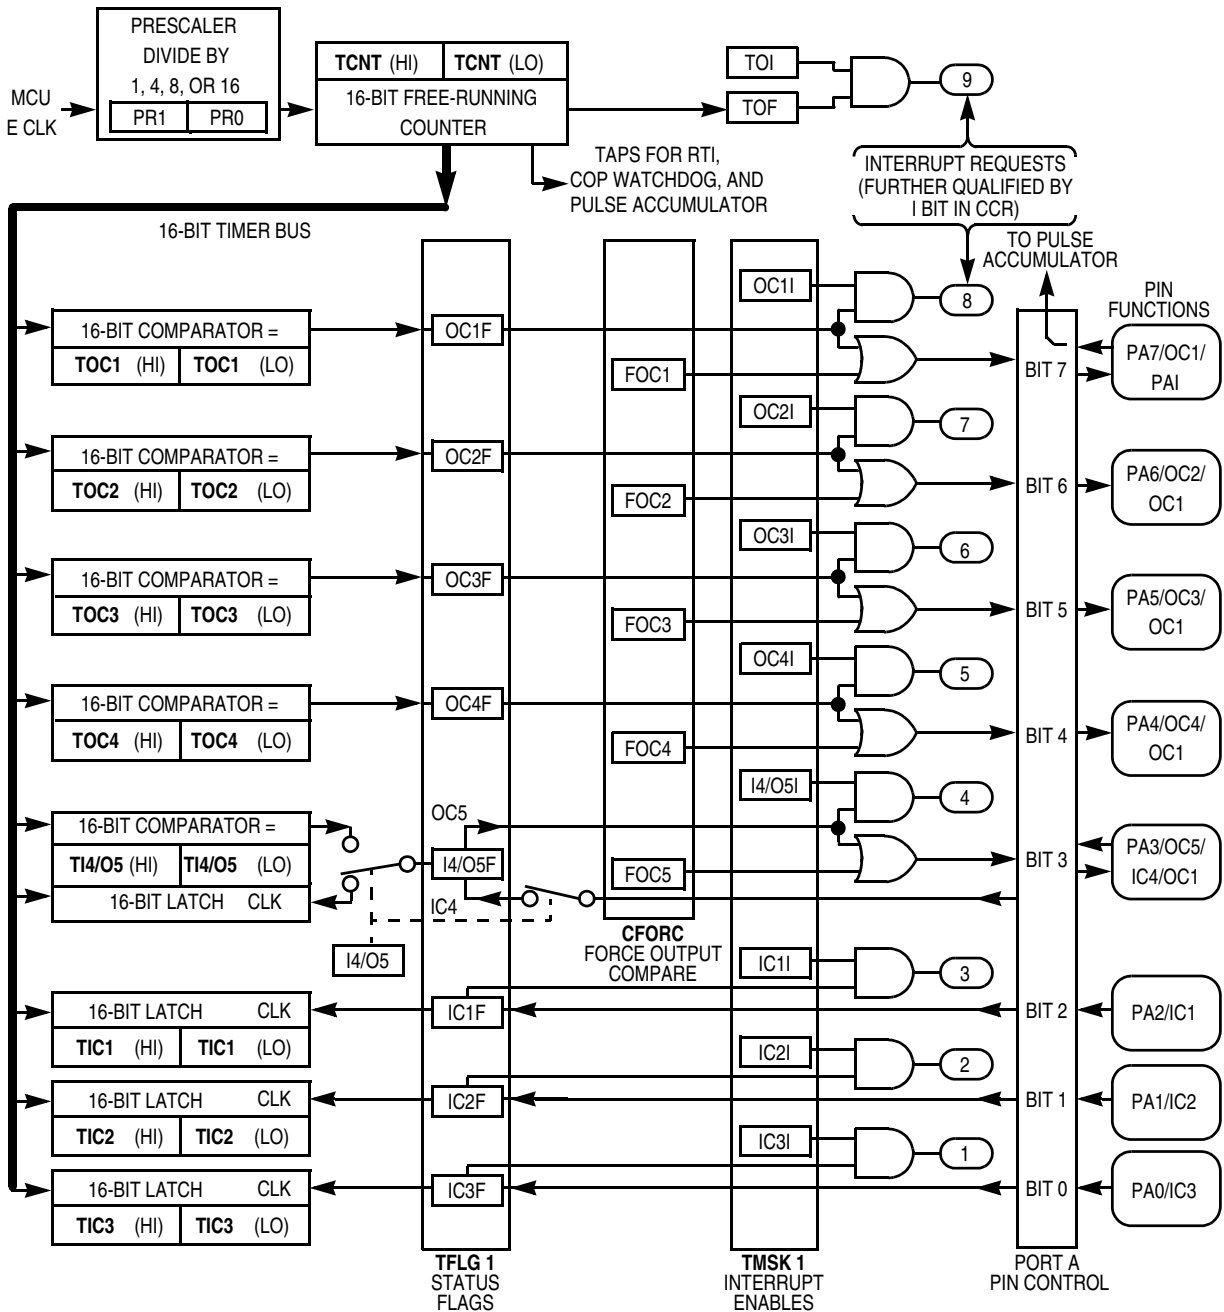 PRESCALER
DIVIDE BY
1, 4, 8, OR 16
PR1 PR0
MCU
E CLK
TCNT (HI) TCNT (LO)
16-BIT FREE-RUNNING
COUNTER
TOI
TOF
9
TAPS FOR RTI,
COP WATCHDOG, AND
PULSE ACCUMULATOR
INTERRUPT REQUESTS
(FURTHER QUALIFIED BY
I BIT IN CCR)
16-BIT TIMER BUS
TO PULSE
ACCUMULATOR
PIN
FUNCTIONS
16-BIT COMPARATOR =
TOC1 (HI) TOC1 (LO)
OC1F
FOC1
OC1I
8
BIT 7
PA7/OC1/
PAI
16-BIT COMPARATOR =
TOC2 (HI) TOC2 (LO)
OC2F
FOC2
OC2I
7
BIT 6
PA6/OC2/
OC1
16-BIT COMPARATOR =
TOC3 (HI) TOC3 (LO)
OC3F
FOC3
OC3I
6
BIT 5
PA5/OC3/
OC1
16-BIT COMPARATOR =
TOC4 (HI) TOC4 (LO)
OC4F
FOC4
OC4I
5
BIT 4
PA4/OC4/
OC1
16-BIT COMPARATOR =
TI4/O5 (HI) TI4/O5 (LO)
16-BIT LATCH CLK
OC5
I4/O5F
IC4
I4/O5
FOC5
I4/O5I
4
BIT 3
PA3/OC5/
IC4/OC1
CFORC
FORCE OUTPUT
COMPARE
16-BIT LATCH CLK
TIC1 (HI) TIC1 (LO)
IC1F
IC1I
3
BIT 2
PA2/IC1
16-BIT LATCH CLK
TIC2 (HI) TIC2 (LO)
IC2F
IC2I
2
BIT 1
PA1/IC2
16-BIT LATCH CLK
TIC3 (HI) TIC3 (LO)
IC3F
IC3I
1
BIT 0
PA0/IC3
TFLG 1
STATUS
FLAGS
TMSK 1
INTERRUPT
ENABLES
PORT A
PIN CONTROL